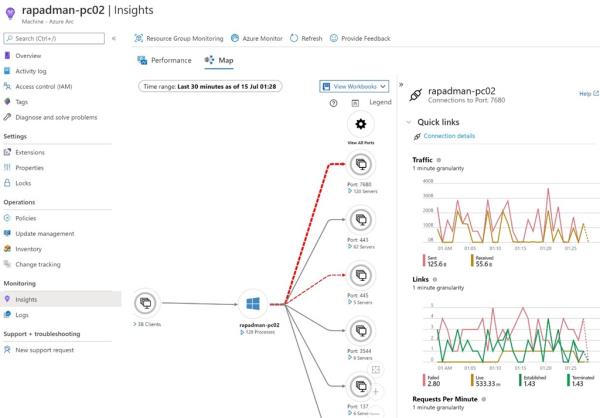 rapadman-pc02 | Insights
Machine - Azure Arc
Search (Ctrl+/)
«
Overview
Activity log
Access control (IAM)
Tags
Diagnose and solve problems
Settings
Extensions
Properties
Locks
Operations
Policies
Update management
Inventory
Change tracking
Monitoring
Insights
Logs
Support + troubleshooting
New support request
Resource Group Monitoring
Azure Monitor
Refresh
Provide Feedback
Performance
Map
Time range: Last 30 minutes as of 15 Jul 01:28
View Workbooks
Legend
View All Ports
Port: 7680
120 Servers
Port: 443
62 Servers
Port: 445
5 Servers
Port: 3544
6 Servers
Port: 137
38 Clients
rapadman-pc02
129 Processes
»
rapadman-pc02
Connections to Port: 7680
Help
Quick links
Connection details
Traffic
1 minute granularity
400B
300B
200B
100B
0B
01 AM
01:05
01:10
01:15
01:20
01:25
Sent
125.6 B
Received
55.6 B
Links
1 minute granularity
5
4
3
2
1
0
01 AM
01:05
01:10
01:15
01:20
01:25
Failed
2.80
Live
533.33 m
Established
1.43
Terminated
1.43
Requests Per Minute
1 minute granularity